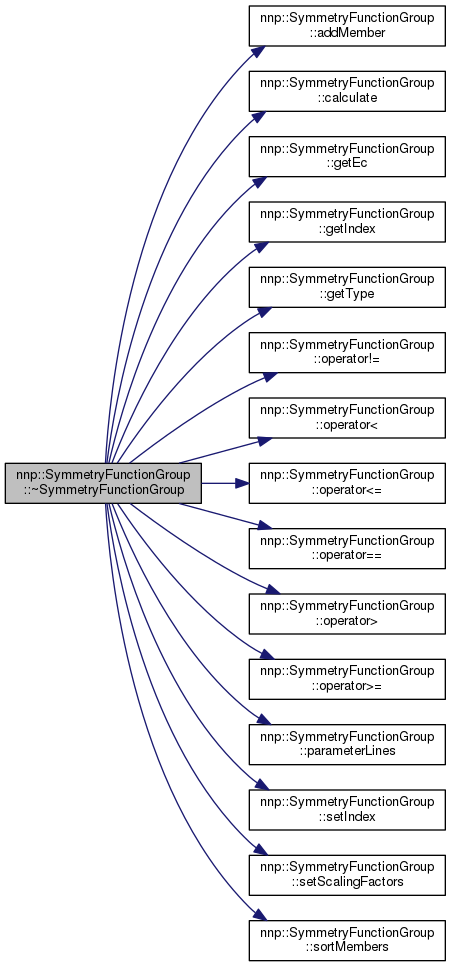 nnp::SymmetryFunctionGroup
::~SymmetryFunctionGroup
nnp::SymmetryFunctionGroup
::addMember
nnp::SymmetryFunctionGroup
::calculate
nnp::SymmetryFunctionGroup
::getEc
nnp::SymmetryFunctionGroup
::getIndex
nnp::SymmetryFunctionGroup
::getType
nnp::SymmetryFunctionGroup
::operator!=
nnp::SymmetryFunctionGroup
::operator<
nnp::SymmetryFunctionGroup
::operator<=
nnp::SymmetryFunctionGroup
::operator==
nnp::SymmetryFunctionGroup
::operator>
nnp::SymmetryFunctionGroup
::operator>=
nnp::SymmetryFunctionGroup
::parameterLines
nnp::SymmetryFunctionGroup
::setIndex
nnp::SymmetryFunctionGroup
::setScalingFactors
nnp::SymmetryFunctionGroup
::sortMembers